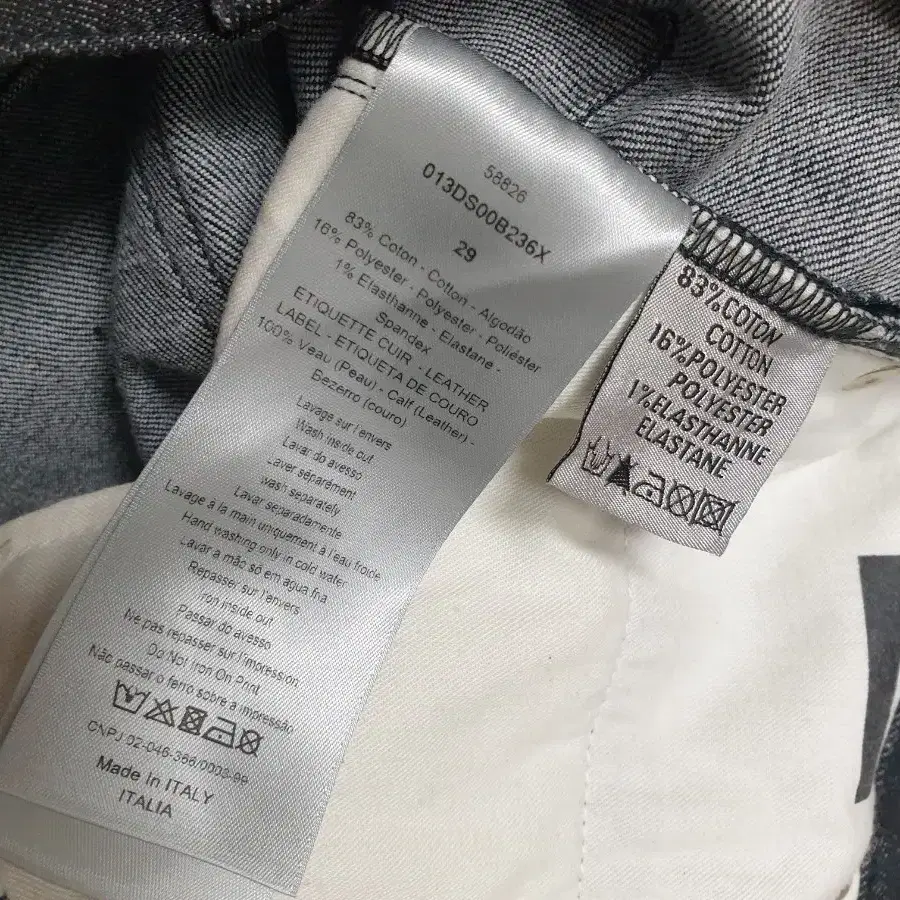 58826
013DS00B236X
29
83% Coton - Cotton - Algodão
16% Polyester - Polyester - Poliéster
1% Elasthanne - Elastane -
Spandex
ETIQUETTE CUIR - LEATHER
LABEL - ETIQUETA DE COURO
100% Veau (Peau) - Calf (Leather) -
Bezerro (couro)
Lavage sur l'envers
Wash inside out
Lavar do avesso
Laver séparément
wash separately
Lavar separadamente
Lavage à la main uniquement à l'eau froide
Hand washing only in cold water
Lavar a mão só em agua fria
Repasser sur l'envers
Iron inside out
Passar do avesso
Ne pas repasser sur l'impression
Do Not Iron On Print
Não passar o ferro sobre a impressão
CNPJ 02-046-366/0003-99
Made In ITALY
ITALIA
83%COTON
COTTON
16%POLYESTER
POLYESTER
1%ELASTHANNE
ELASTANE